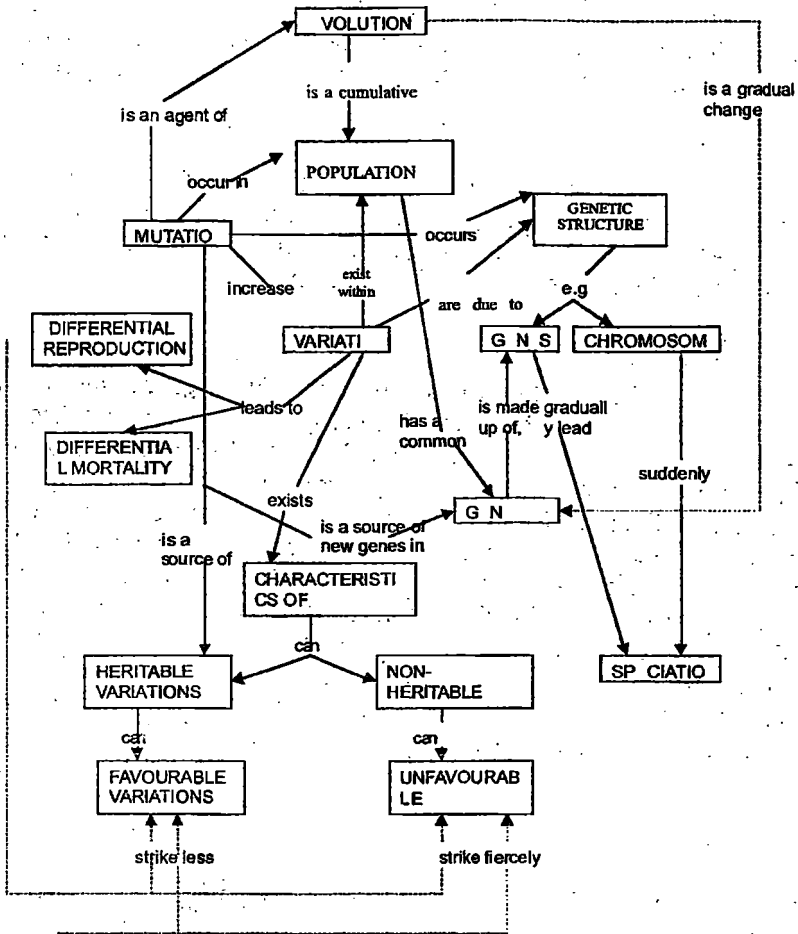 VOLUTION
is a cumulative
is a gradual
change
is an agent of
POPULATION
occur in
GENETIC
STRUCTURE
MUTATIO
occurs
increase
exist
within
are due to
e.g
DIFFERENTIAL
REPRODUCTION
VARIATI
G N S
CHROMOSOM
leads to
has a
common
is made graduall
up of, y lead
DIFFERENTIA
L MORTALITY
suddenly
exists
G N
is a source of
new genes in
is a
source of
CHARACTERISTI
CS OF
can
HERITABLE
VARIATIONS
NON-
HERITABLE
SP CIATIO
can
can
FAVOURABLE
VARIATIONS
UNFAVOURAB
LE
strike less
strike fiercely